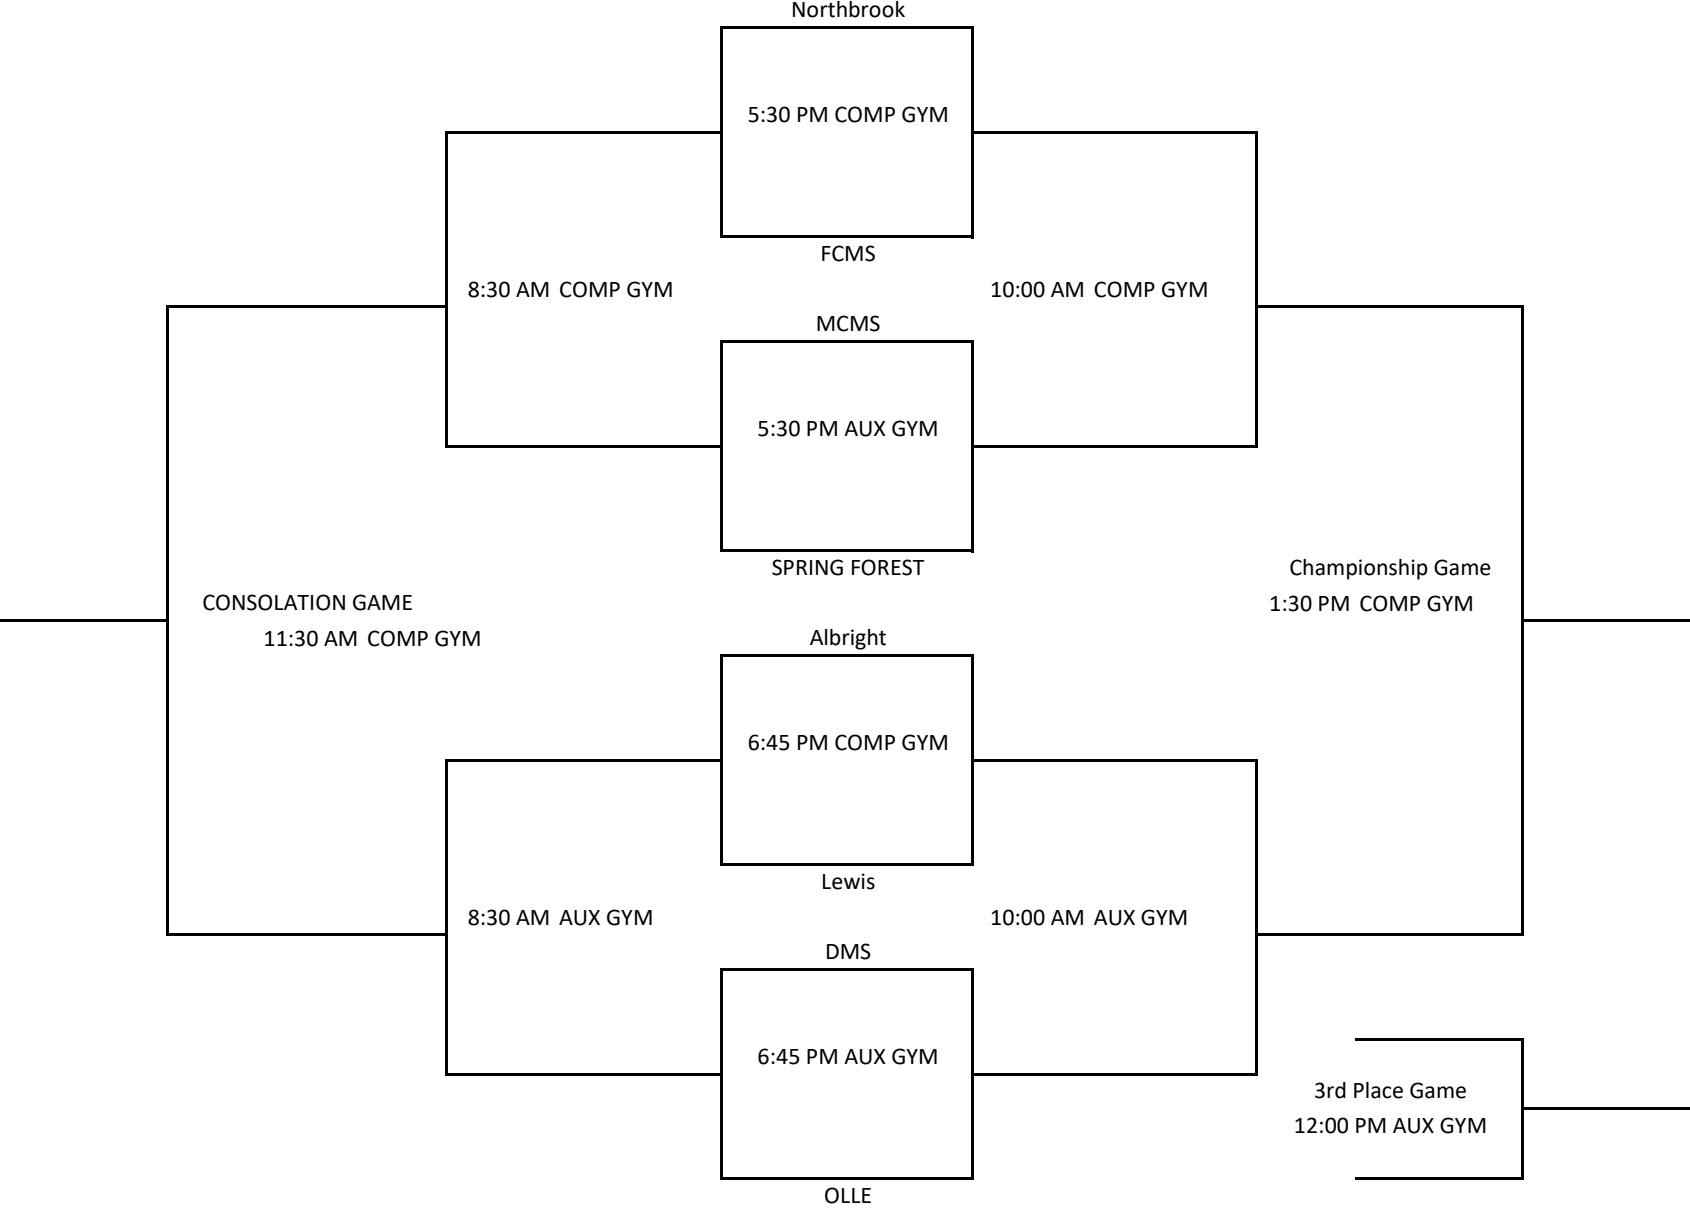 Northbrook
5:30 PM COMP GYM
FCMS
8:30 AM COMP GYM
10:00 AM COMP GYM
MCMS
5:30 PM AUX GYM
SPRING FOREST
Championship Game
1:30 PM COMP GYM
CONSOLATION GAME
11:30 AM COMP GYM
Albright
6:45 PM COMP GYM
Lewis
8:30 AM AUX GYM
10:00 AM AUX GYM
DMS
6:45 PM AUX GYM
3rd Place Game
12:00 PM AUX GYM
OLLE